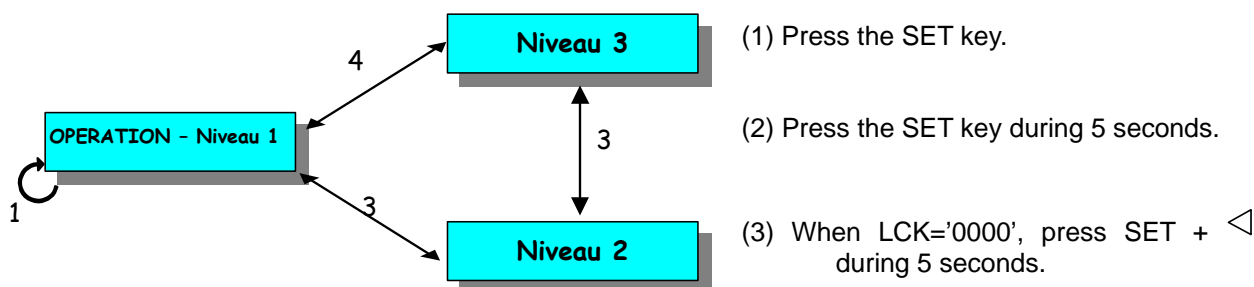 Niveau 3
(1) Press the SET key.
4
OPERATION – Niveau 1
(2) Press the SET key during 5 seconds.
3
1
3
Niveau 2
(3) When LCK='0000', press SET + ◁
during 5 seconds.